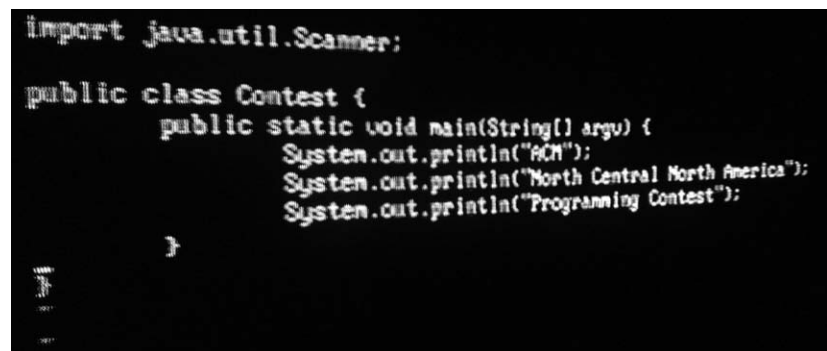 import java.util.Scanner;
public class Contest {
public static void main(String[] argv) {
System.out.println("ACM");
System.out.println("North Central North America");
System.out.println("Programming Contest");
}
}